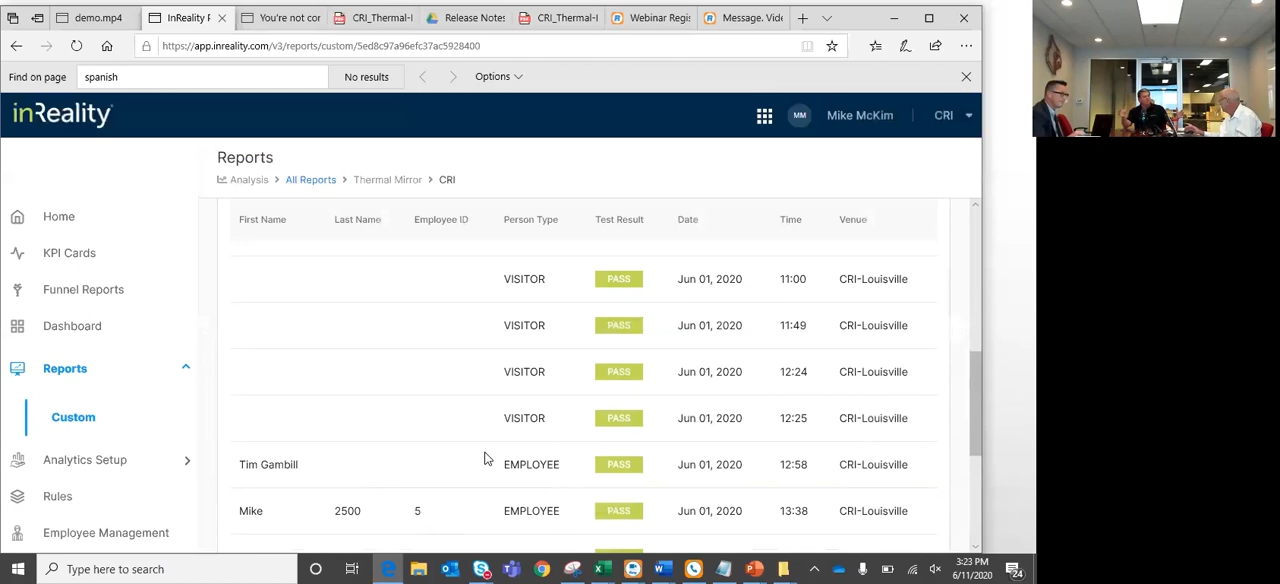 demo.mp4 InReality F You're not cor CRI_Thermal-I Release Notes CRI_Thermal-I Webinar Regis Message. Vide
https://app.inreality.com/v3/reports/custom/5ed8c97a96efc37ac5928400
Find on page spanish No results Options
inReality MM Mike McKim CRI
Reports
Analysis > All Reports > Thermal Mirror > CRI
First Name Last Name Employee ID Person Type Test Result Date Time Venue
VISITOR PASS Jun 01, 2020 11:00 CRI-Louisville
VISITOR PASS Jun 01, 2020 11:49 CRI-Louisville
VISITOR PASS Jun 01, 2020 12:24 CRI-Louisville
VISITOR PASS Jun 01, 2020 12:25 CRI-Louisville
Tim Gambill EMPLOYEE PASS Jun 01, 2020 12:58 CRI-Louisville
Mike 2500 5 EMPLOYEE PASS Jun 01, 2020 13:38 CRI-Louisville
Home
KPI Cards
Funnel Reports
Dashboard
Reports
Custom
Analytics Setup
Rules
Employee Management
Type here to search
3:23 PM
6/11/2020
24